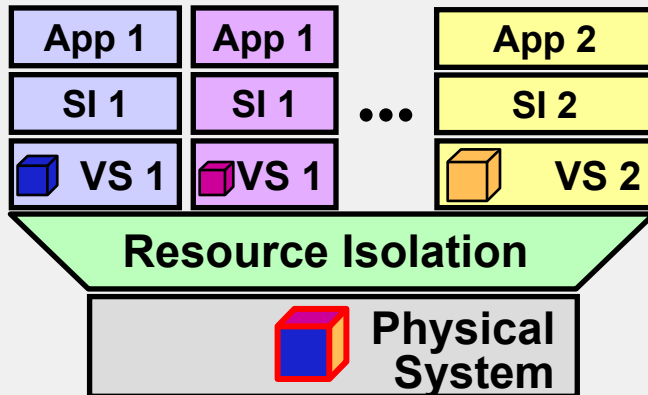 App 1 App 1 App 2
SI 1 SI 1 ••• SI 2
VS 1 VS 1 VS 2
Resource Isolation
Physical
System